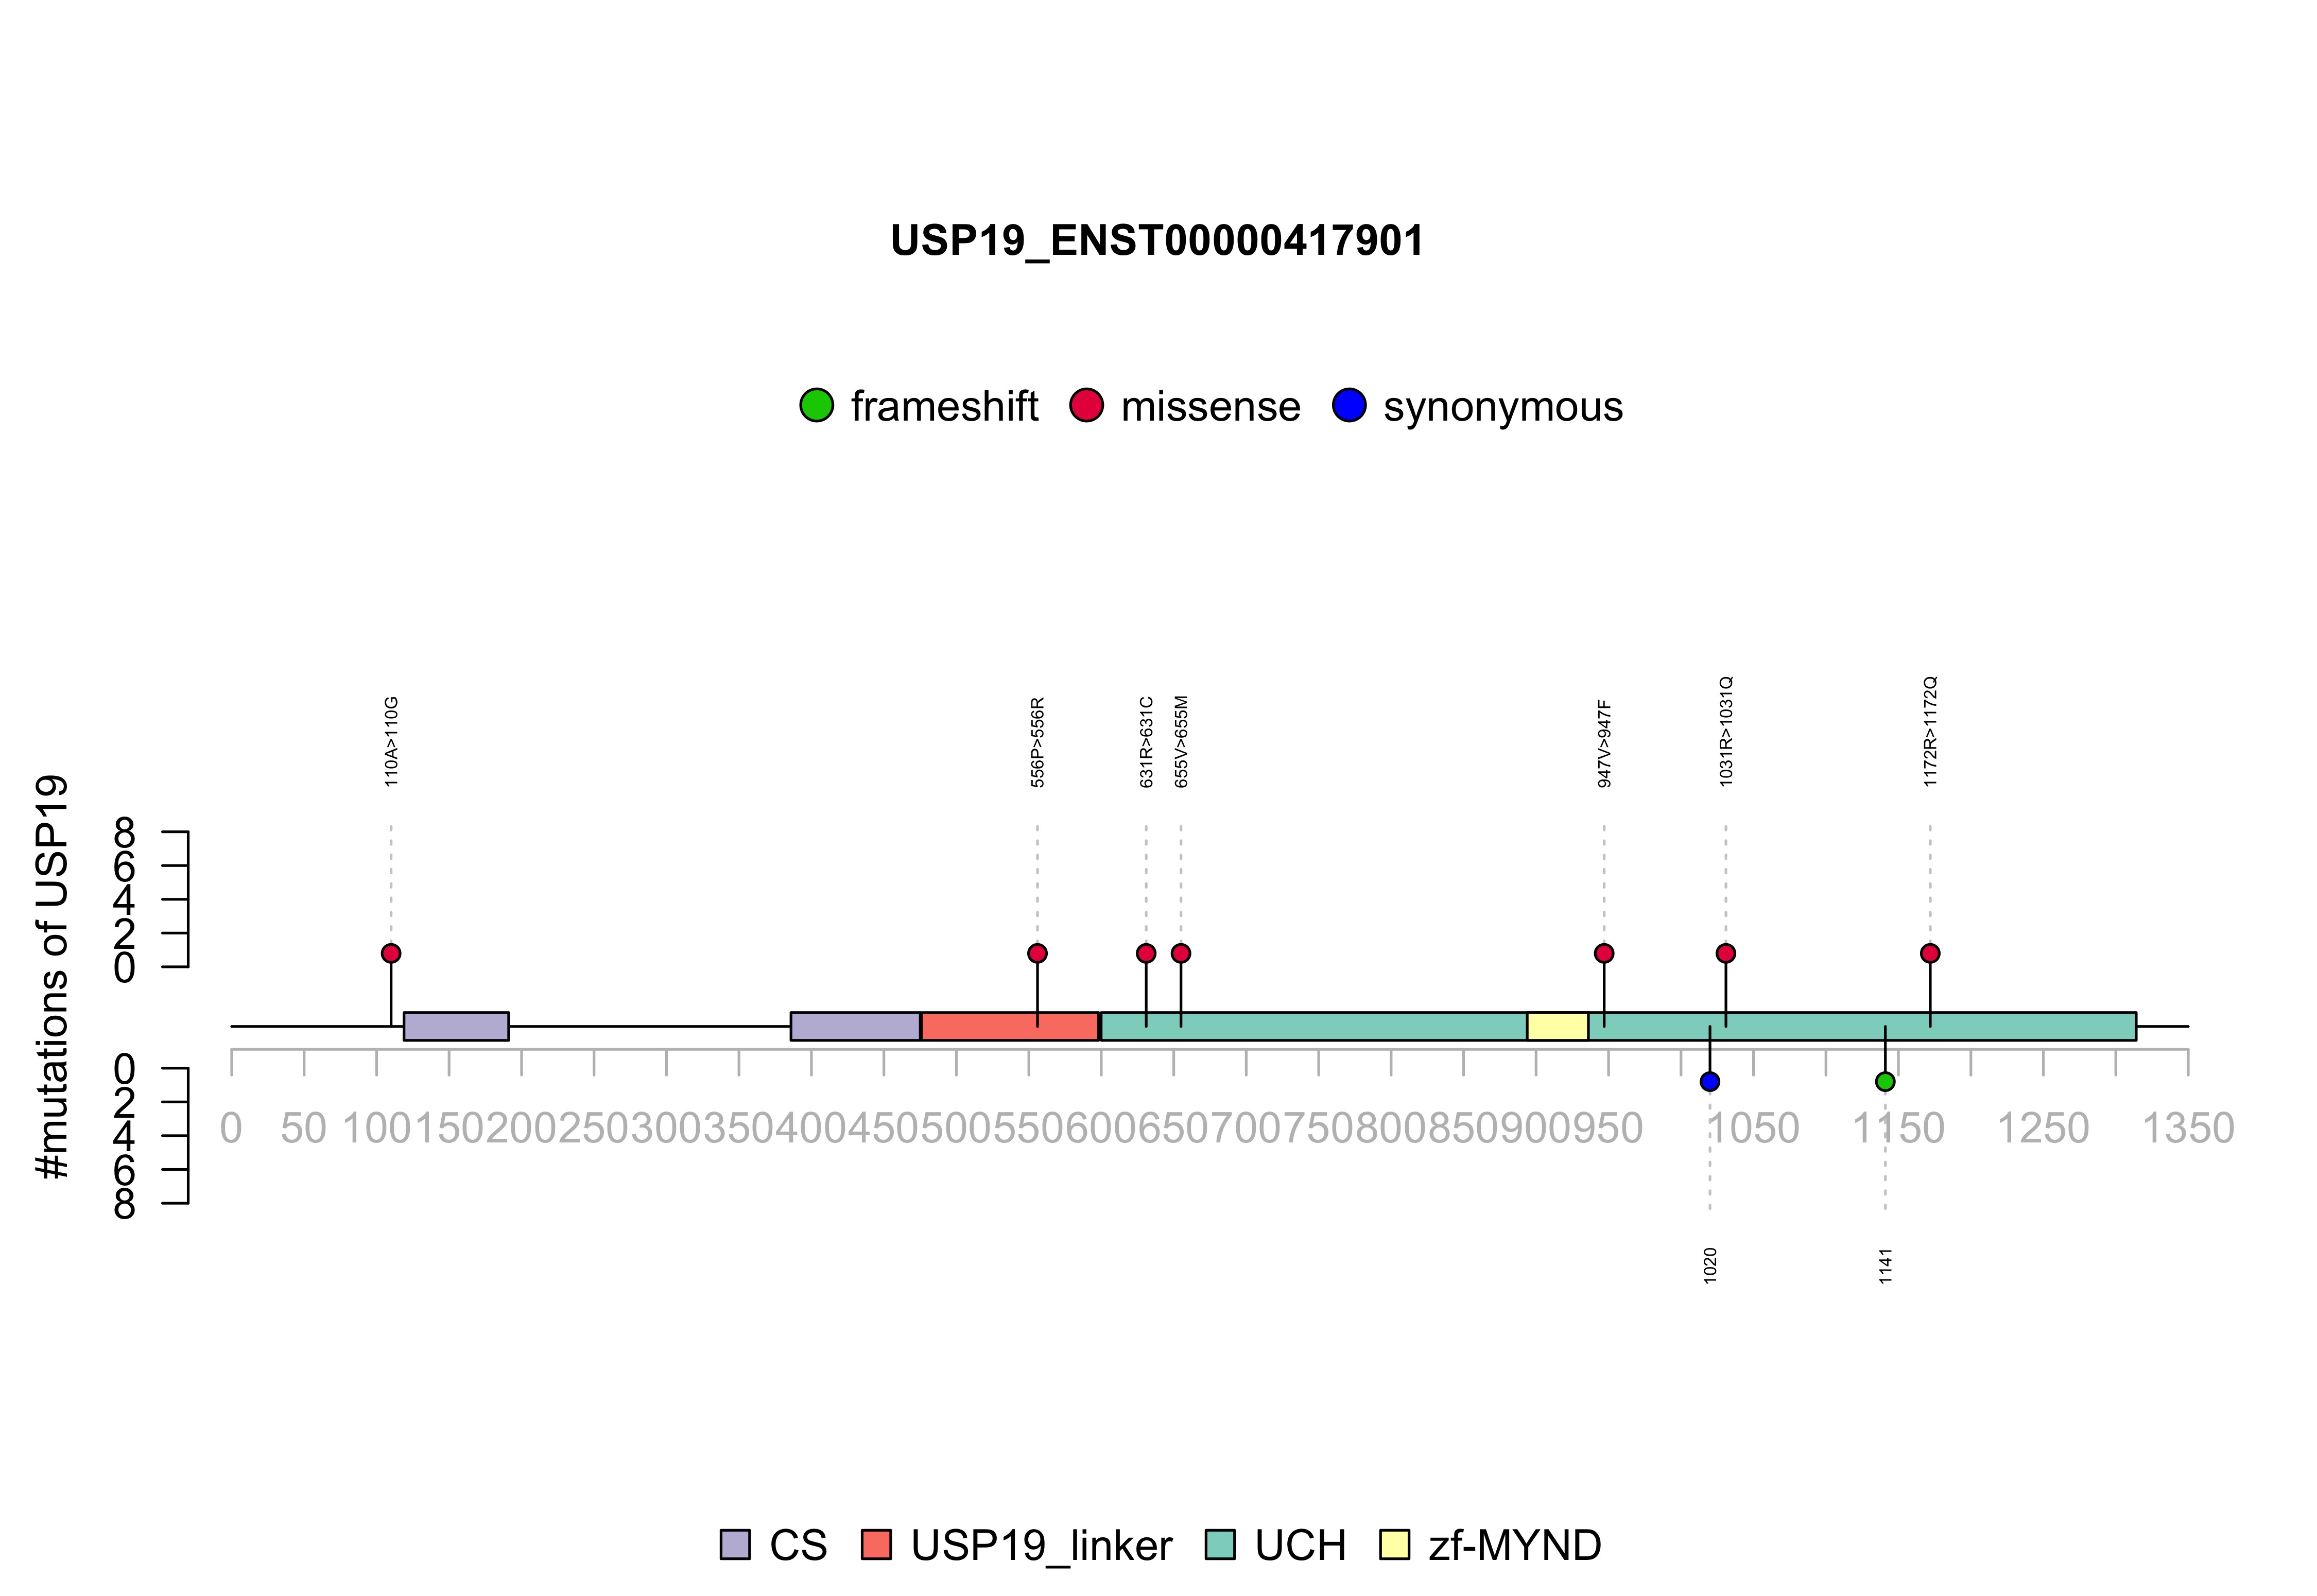 USP19_ENST00000417901
frameshift missense synonymous
110A>110G 556P>556R 631R>631C 655V>655M 947V>947F 1031R>1031Q 1172R>1172Q
#mutations of USP19
8
6
4
2
0
0
2
4
6
8
0 50 100 150 200 250 300 350 400 450 500 550 600 650 700 750 800 850 900 950 1050 1150 1250 1350
1020 1141
CS USP19_linker UCH zf-MYND